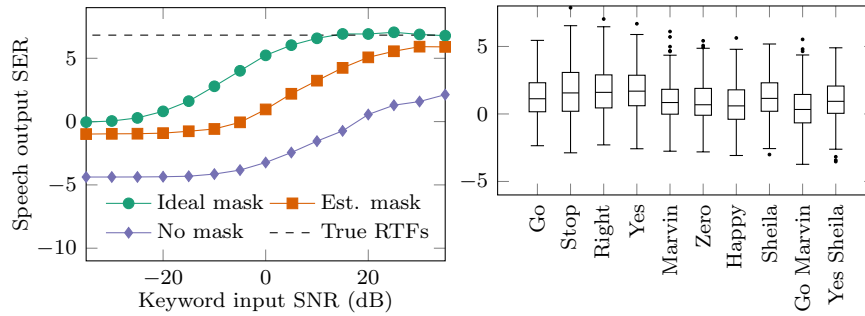 Speech output SER
5
0
−5
−10
Ideal mask
Est. mask
No mask
True RTFs
−20
0
20
Keyword input SNR (dB)
5
0
−5
Go
Stop
Right
Yes
Marvin
Zero
Happy
Sheila
Go Marvin
Yes Sheila